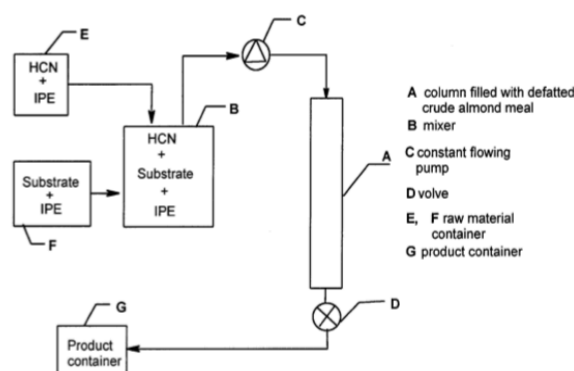 E
HCN
+
IPE
C
B
HCN
+
Substrate
+
IPE
Substrate
+
IPE
F
A
D
G
Product
container
A column filled with defatted
crude almond meal
B mixer
C constant flowing
pump
D volve
E, F raw material
container
G product container